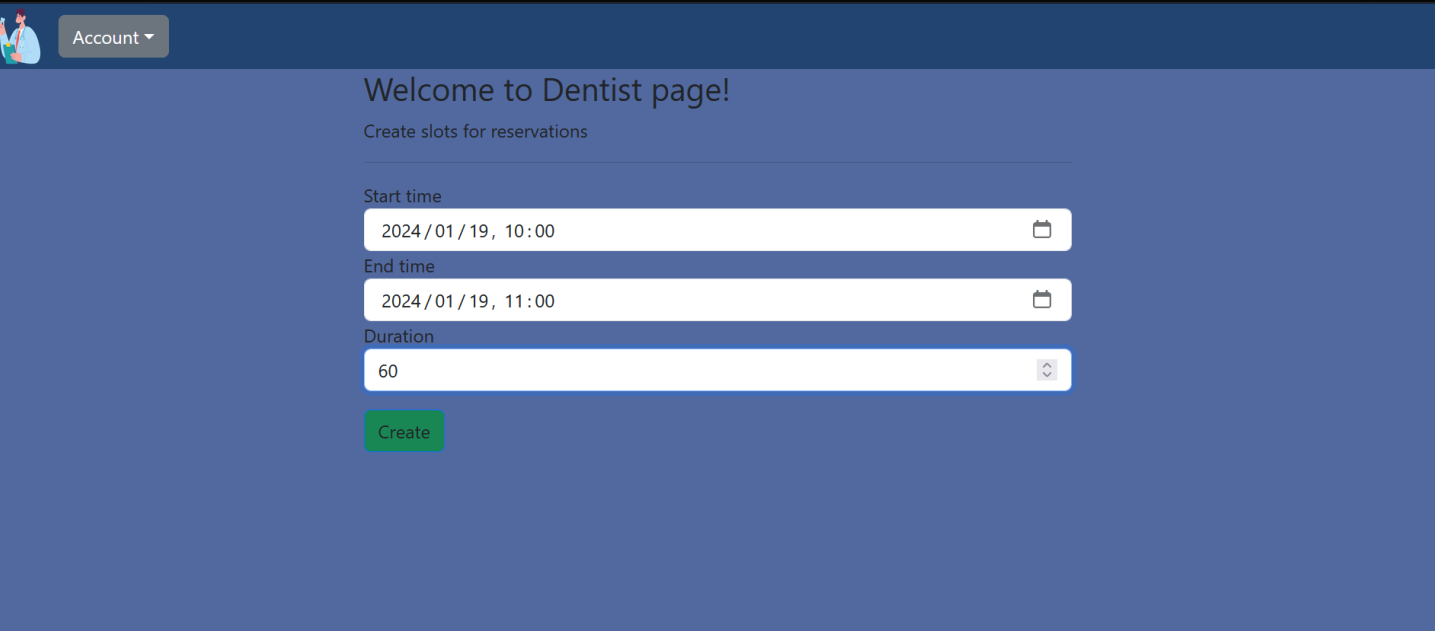 Account
Welcome to Dentist page!
Create slots for reservations
Start time
2024/01/19, 10:00
End time
2024/01/19, 11:00
Duration
60
Create